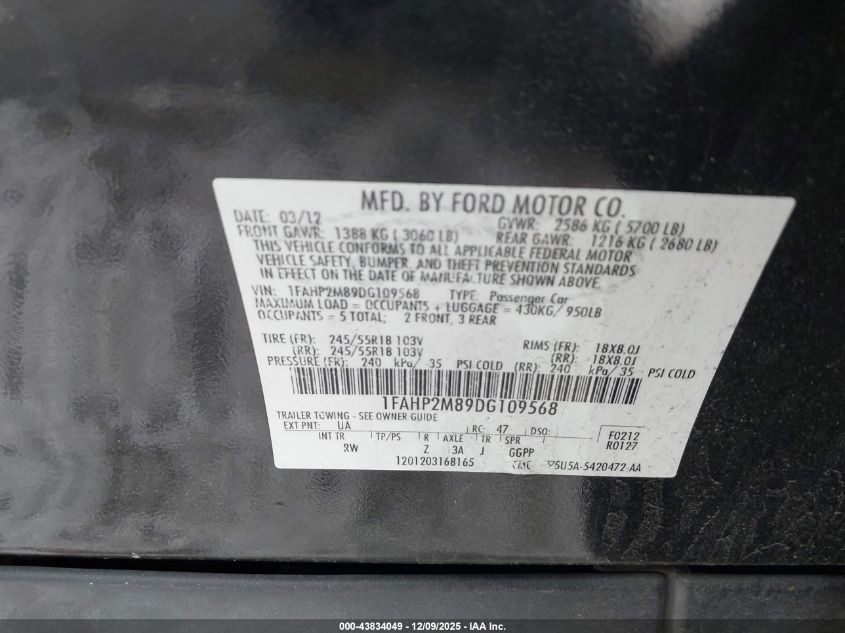 MFD. BY FORD MOTOR CO.
DATE: 03/12 GVWR: 2586 KG ( 5700 LB)
FRONT GAWR: 1388 KG ( 3060 LB) REAR GAWR: 1216 KG ( 2680 LB)
THIS VEHICLE CONFORMS TO ALL APPLICABLE FEDERAL MOTOR
VEHICLE SAFETY, BUMPER, AND THEFT PREVENTION STANDARDS
IN EFFECT ON THE DATE OF MANUFACTURE SHOWN ABOVE.
VIN: 1FAHP2M89DG109568 TYPE: Passenger Car
MAXIMUM LOAD = OCCUPANTS + LUGGAGE = 430KG/ 950LB
OCCUPANTS = 5 TOTAL; 2 FRONT, 3 REAR
TIRE (FR): 245/55R18 103V RIMS (FR): 18X8.0J
(RR): 245/55R18 103V (RR): 18X8.0J
PRESSURE(FR): 240 kPa/ 35 PSI COLD (RR): 240 kPa/ 35 PSI COLD
1FAHP2M89DG109568
TRAILER TOWING - SEE OWNER GUIDE
EXT PNT: UA RC: 47 DSO: F0212
INT TR TP/PS R AXLE TR SPR R0127
RW Z 3A J GGPP
1201203168165 5U5A-5420472-AA
000-43834049 - 12/09/2025 - IAA Inc.